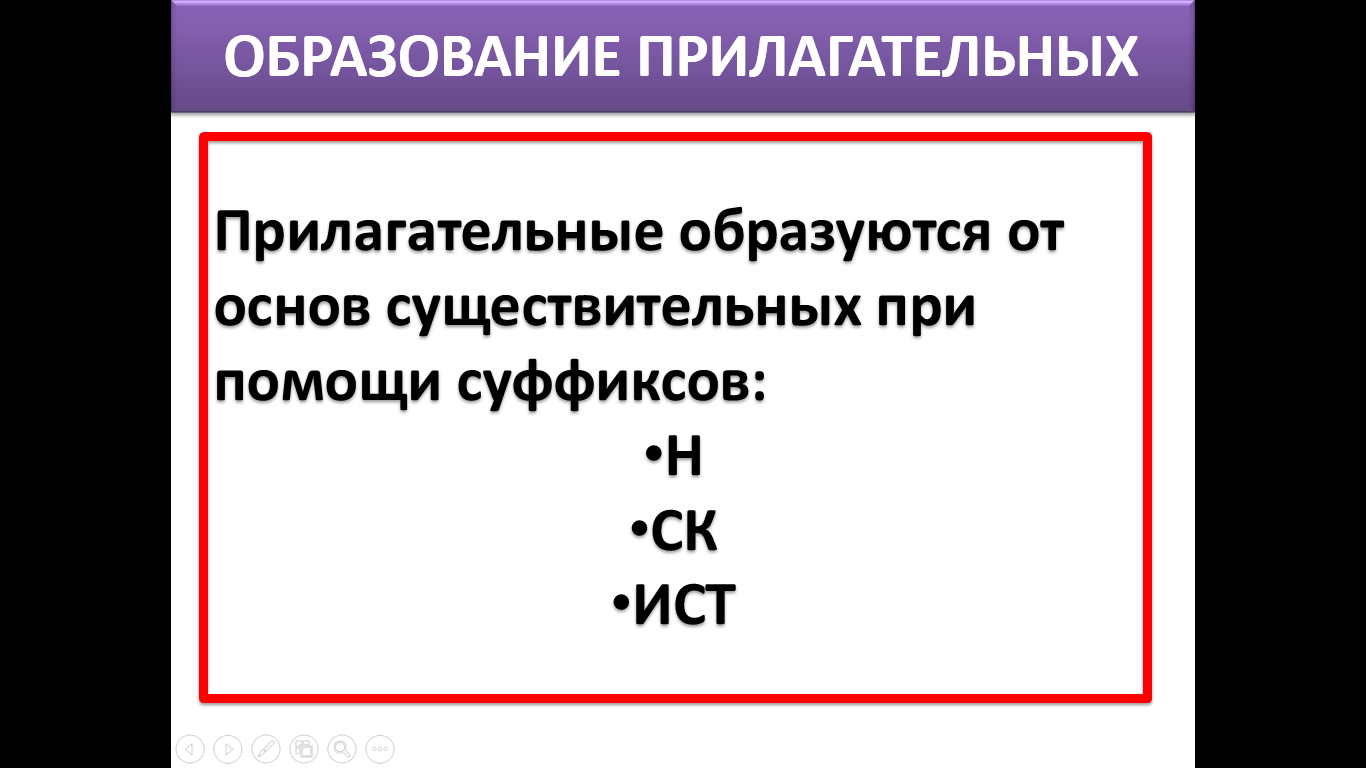 ОБРАЗОВАНИЕ ПРИЛАГАТЕЛЬНЫХ
Прилагательные образуются от
основ существительных при
помощи суффиксов:
•Н
•СК
•ИСТ